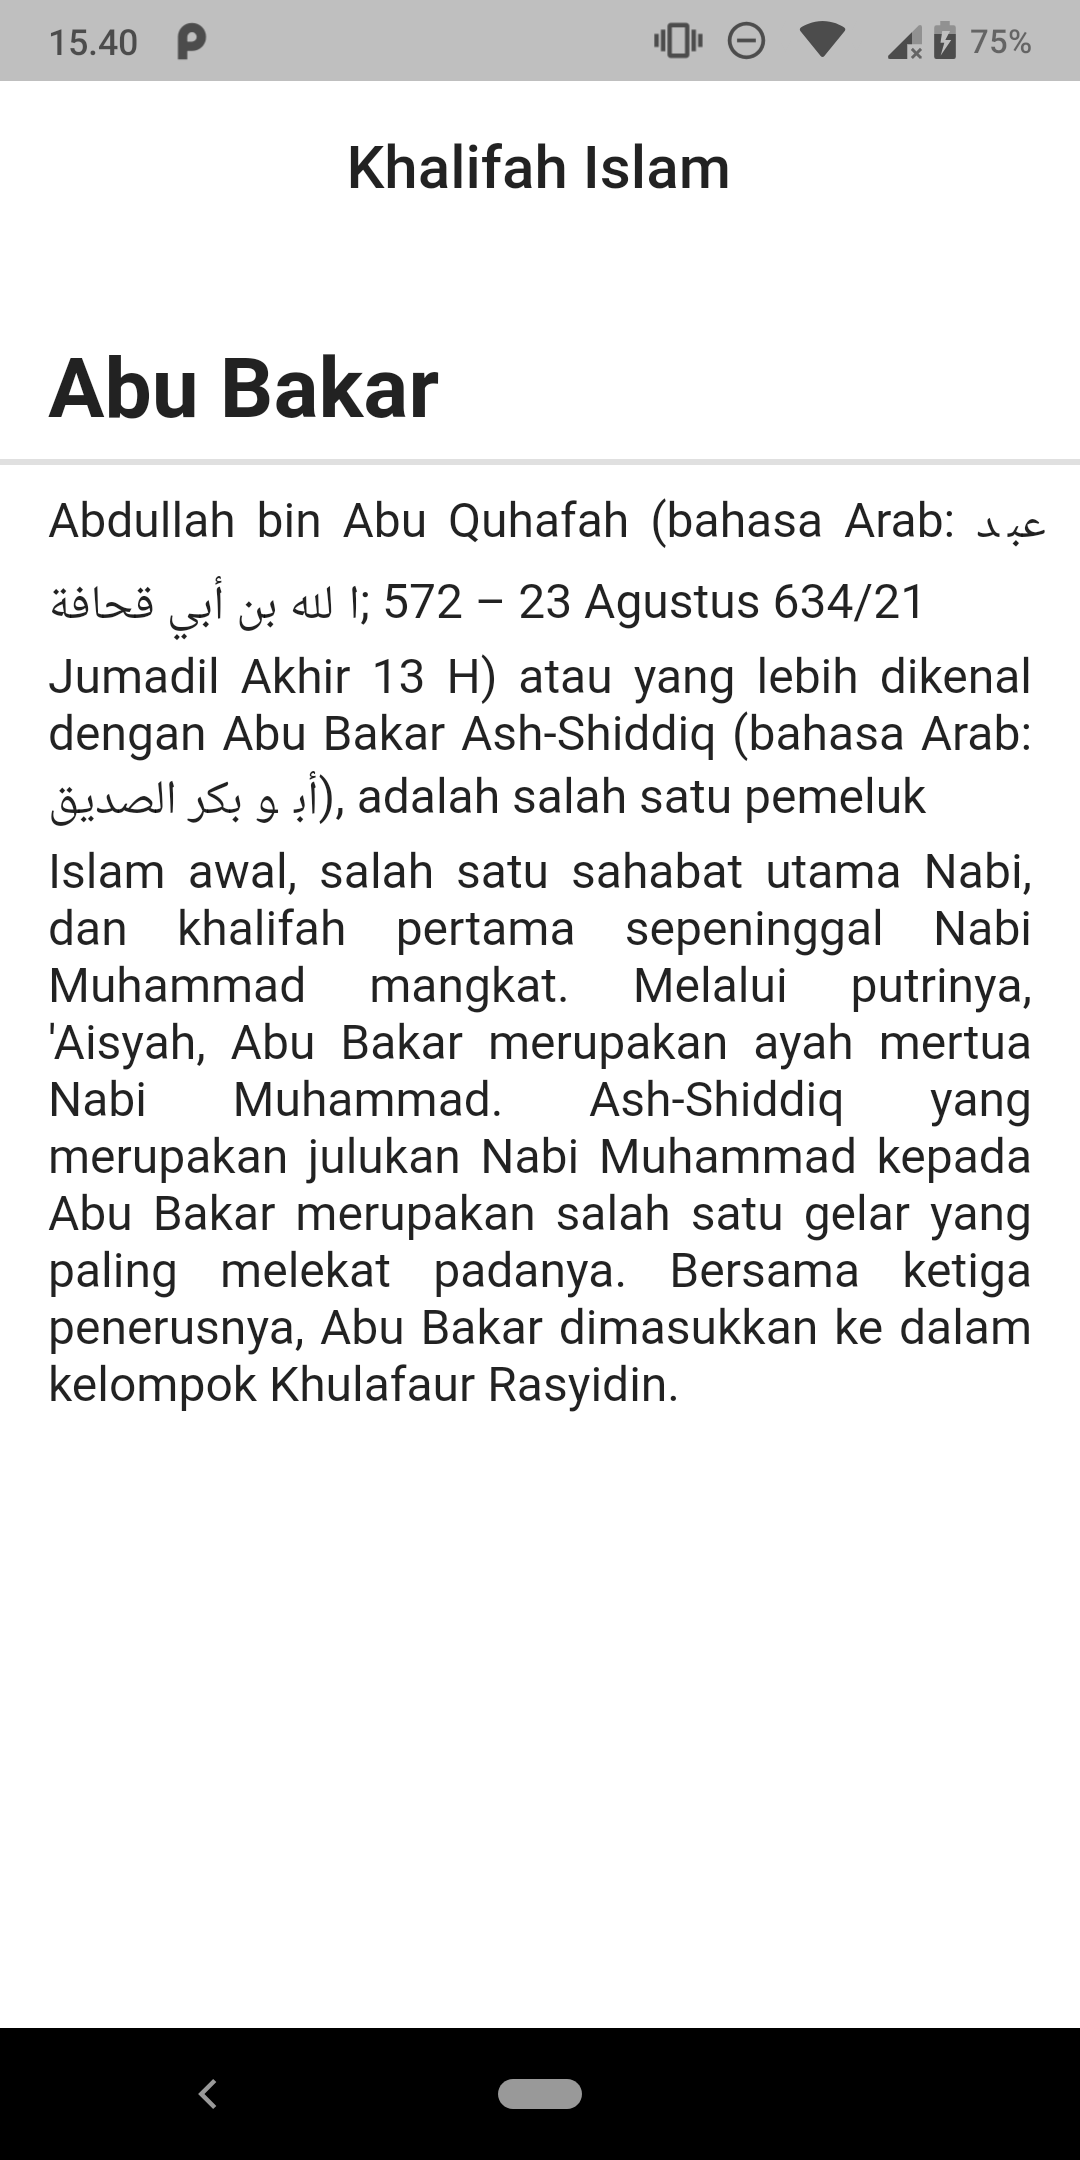 15.40
75%
Khalifah Islam
Abu Bakar
Abdullah bin Abu Quhafah (bahasa Arab: عبد
ا لله بن أبي قحافة; 572 – 23 Agustus 634/21
Jumadil Akhir 13 H) atau yang lebih dikenal
dengan Abu Bakar Ash-Shiddiq (bahasa Arab:
أب و بكر الصديق), adalah salah satu pemeluk
Islam awal, salah satu sahabat utama Nabi,
dan khalifah pertama sepeninggal Nabi
Muhammad mangkat. Melalui putrinya,
'Aisyah, Abu Bakar merupakan ayah mertua
Nabi Muhammad. Ash-Shiddiq yang
merupakan julukan Nabi Muhammad kepada
Abu Bakar merupakan salah satu gelar yang
paling melekat padanya. Bersama ketiga
penerusnya, Abu Bakar dimasukkan ke dalam
kelompok Khulafaur Rasyidin.